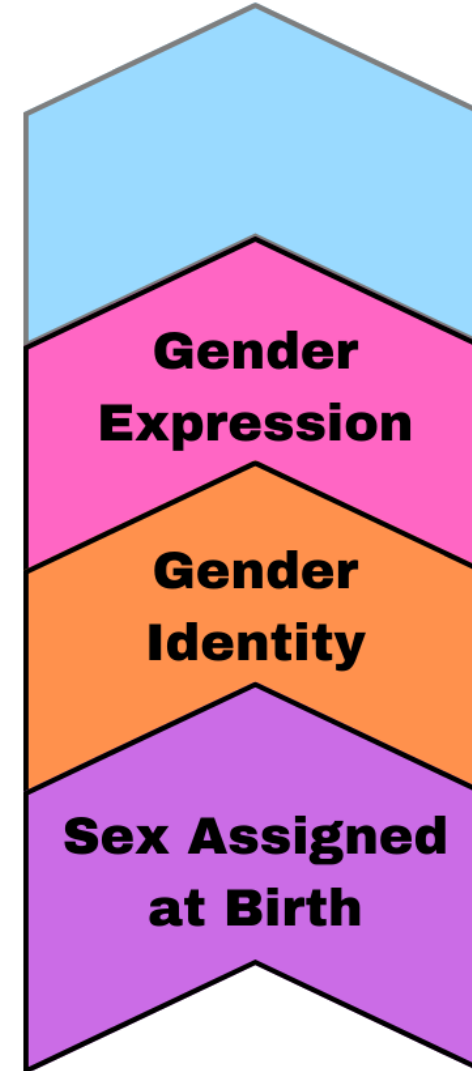 Gender
Expression
Gender
Identity
Sex Assigned
at Birth